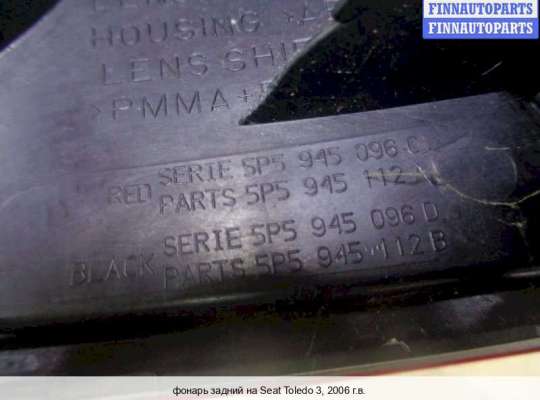 FINNAUTOPARTS
FINNAUTOPARTS
HOUSING
LENS
>PMMA+
RED
SERIE 5P5 945 096
PARTS 5P5 945 112
BLACK
SERIE 5P5 945 096 D
PARTS 5P5 945 112 B
фонарь задний на Seat Toledo 3, 2006 г.в.